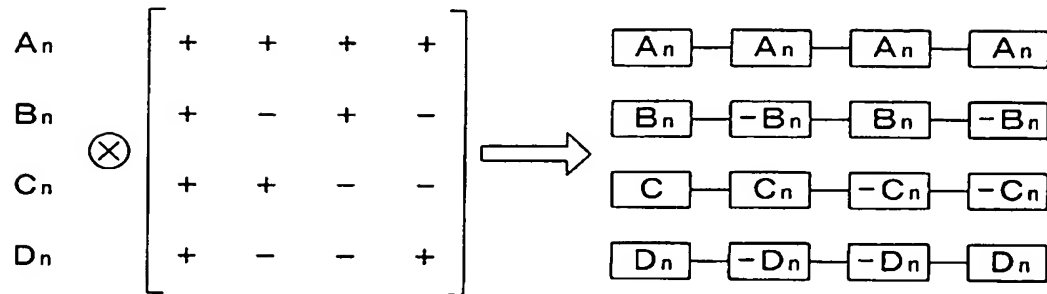 An + + + + An An An An
Bn + - + - Bn -Bn Bn -Bn
⊗
Cn + + - - C Cn -Cn -Cn
Dn + - - + Dn -Dn -Dn Dn